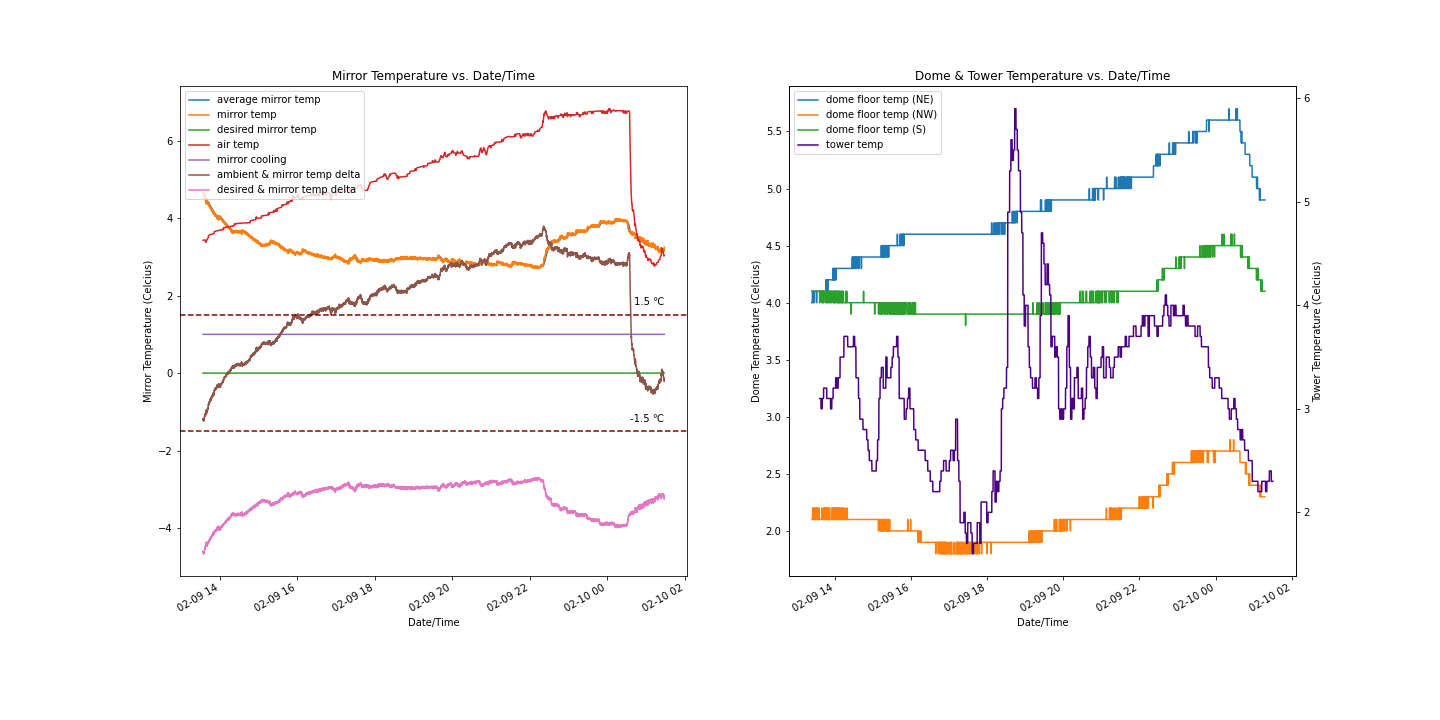 Mirror Temperature vs. Date/Time
average mirror temp
mirror temp
desired mirror temp
air temp
mirror cooling
ambient & mirror temp delta
desired & mirror temp delta
6
4
2
0
−2
−4
1.5 °C
-1.5 °C
Mirror Temperature (Celcius)
02-09 14
02-09 16
02-09 18
02-09 20
02-09 22
02-10 00
02-10 02
Date/Time
Dome & Tower Temperature vs. Date/Time
dome floor temp (NE)
dome floor temp (NW)
dome floor temp (S)
tower temp
5.5
5.0
4.5
4.0
3.5
3.0
2.5
2.0
Dome Temperature (Celcius)
6
5
4
3
2
Tower Temperature (Celcius)
02-09 14
02-09 16
02-09 18
02-09 20
02-09 22
02-10 00
02-10 02
Date/Time